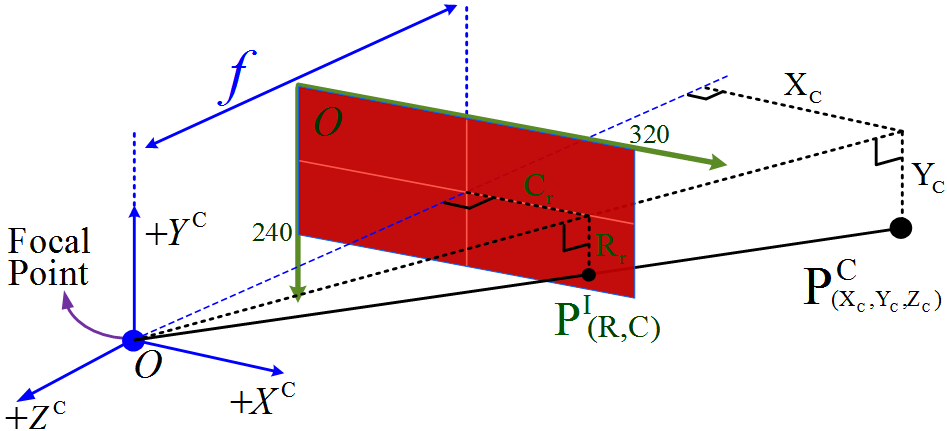 f
O
320
X_C
C_r
Y_C
240
R_r
+Y^C
Focal
Point
P^I_(R,C)
P^C_(X_C,Y_C,Z_C)
O
+X^C
+Z^C